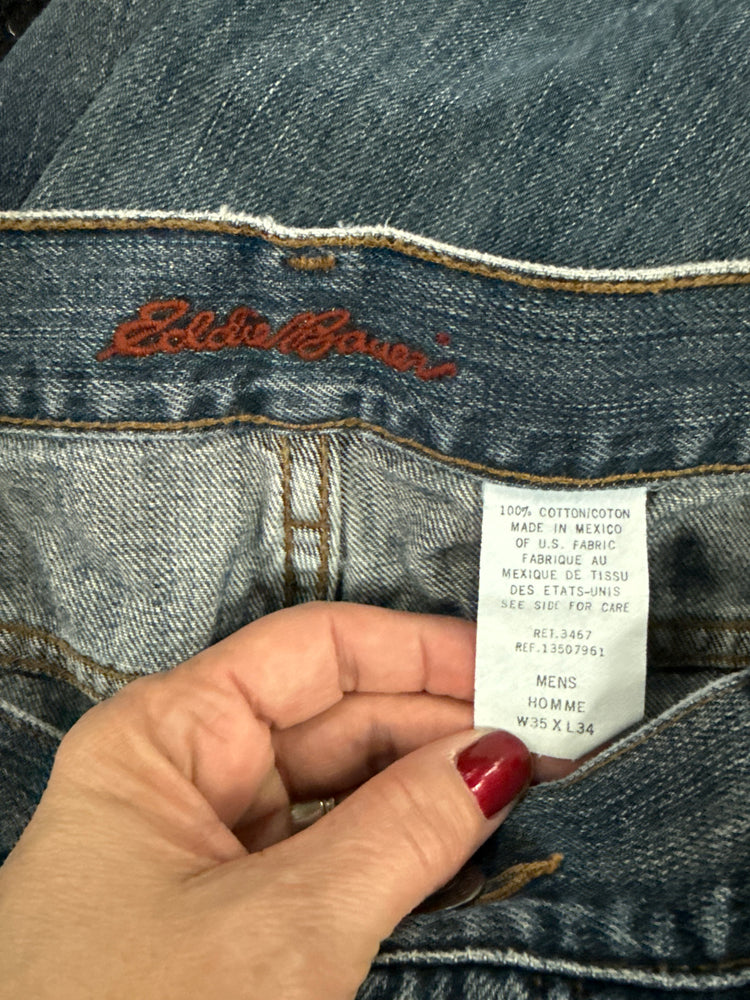 Eddie Bauer
100% COTTON/COTON
MADE IN MEXICO
OF U.S. FABRIC
FABRIQUE AU
MEXIQUE DE TISSU
DES ETATS-UNIS
SEE SIDE FOR CARE
RET.3467
REF.13507961
MENS
HOMME
W35 X L34